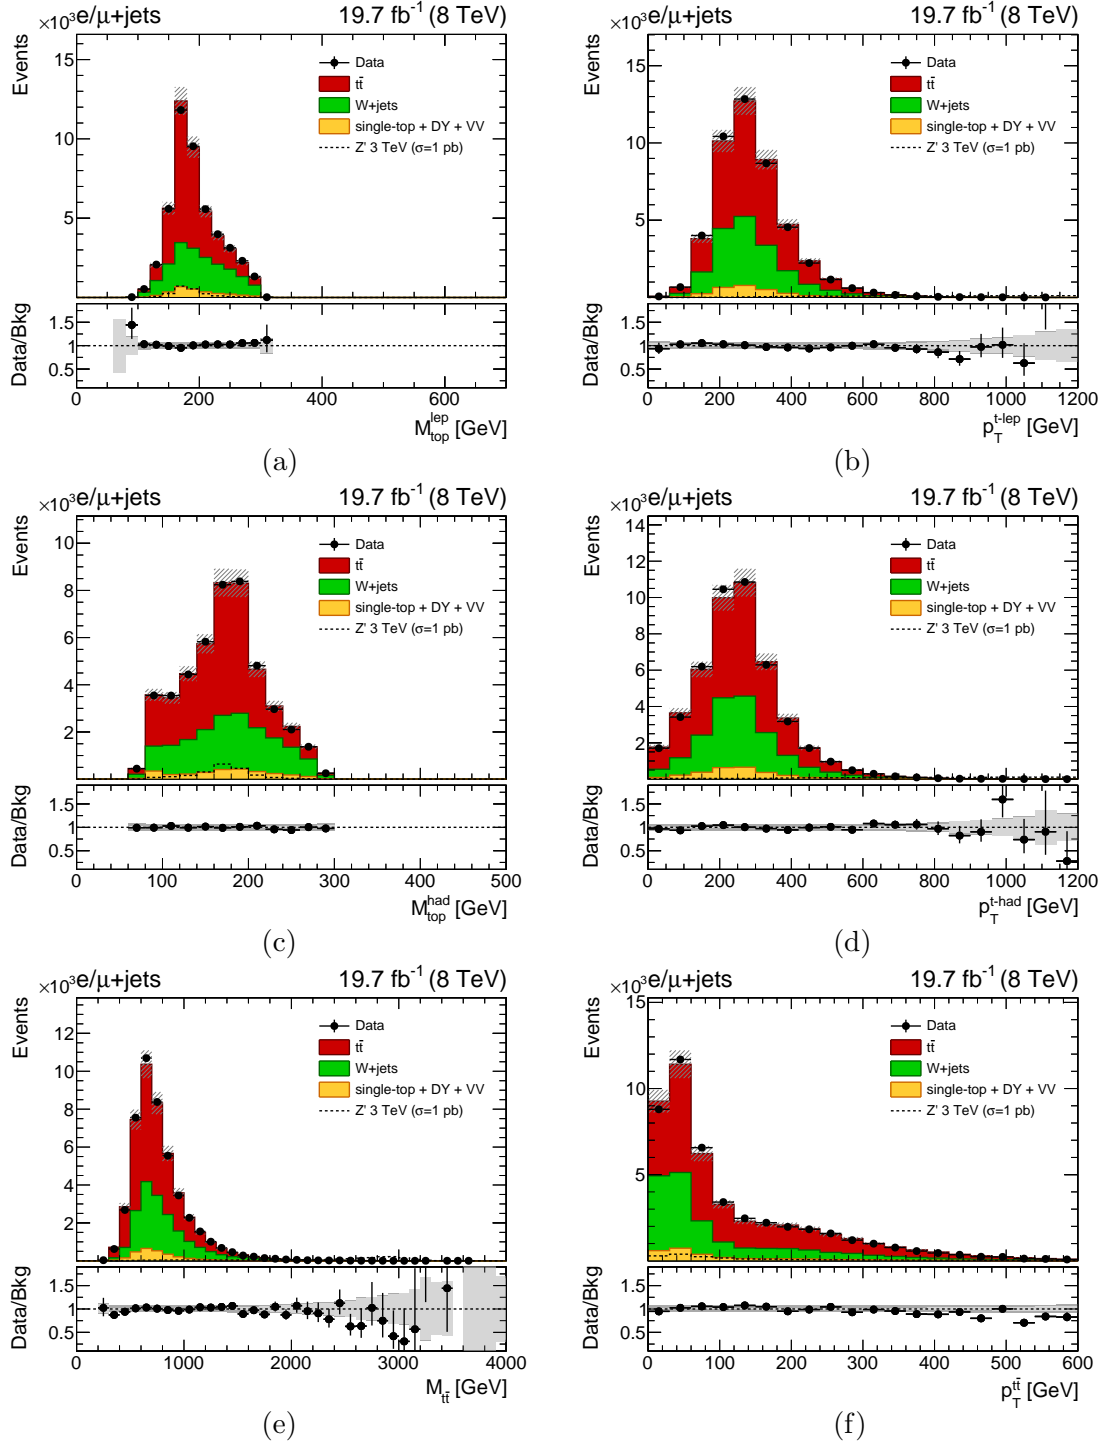 ×10³ e/μ+jets 19.7 fb⁻¹ (8 TeV)
Events
15
10
5
Data
tt̄
W+jets
single-top + DY + VV
Z' 3 TeV (σ=1 pb)
Data/Bkg
1.5
1
0.5
0 200 400 600
M_top^lep [GeV]
(a)
×10³ e/μ+jets 19.7 fb⁻¹ (8 TeV)
Events
15
10
5
Data
tt̄
W+jets
single-top + DY + VV
Z' 3 TeV (σ=1 pb)
Data/Bkg
1.5
1
0.5
0 200 400 600 800 1000 1200
p_T^t-lep [GeV]
(b)
×10³ e/μ+jets 19.7 fb⁻¹ (8 TeV)
Events
10
8
6
4
2
Data
tt̄
W+jets
single-top + DY + VV
Z' 3 TeV (σ=1 pb)
Data/Bkg
1.5
1
0.5
0 100 200 300 400 500
M_top^had [GeV]
(c)
×10³ e/μ+jets 19.7 fb⁻¹ (8 TeV)
Events
14
12
10
8
6
4
2
Data
tt̄
W+jets
single-top + DY + VV
Z' 3 TeV (σ=1 pb)
Data/Bkg
1.5
1
0.5
0 200 400 600 800 1000 1200
p_T^t-had [GeV]
(d)
×10³ e/μ+jets 19.7 fb⁻¹ (8 TeV)
Events
12
10
8
6
4
2
Data
tt̄
W+jets
single-top + DY + VV
Z' 3 TeV (σ=1 pb)
Data/Bkg
1.5
1
0.5
0 1000 2000 3000 4000
M_tt̄ [GeV]
(e)
×10³ e/μ+jets 19.7 fb⁻¹ (8 TeV)
Events
15
10
5
Data
tt̄
W+jets
single-top + DY + VV
Z' 3 TeV (σ=1 pb)
Data/Bkg
1.5
1
0.5
0 100 200 300 400 500 600
p_T^tt̄ [GeV]
(f)